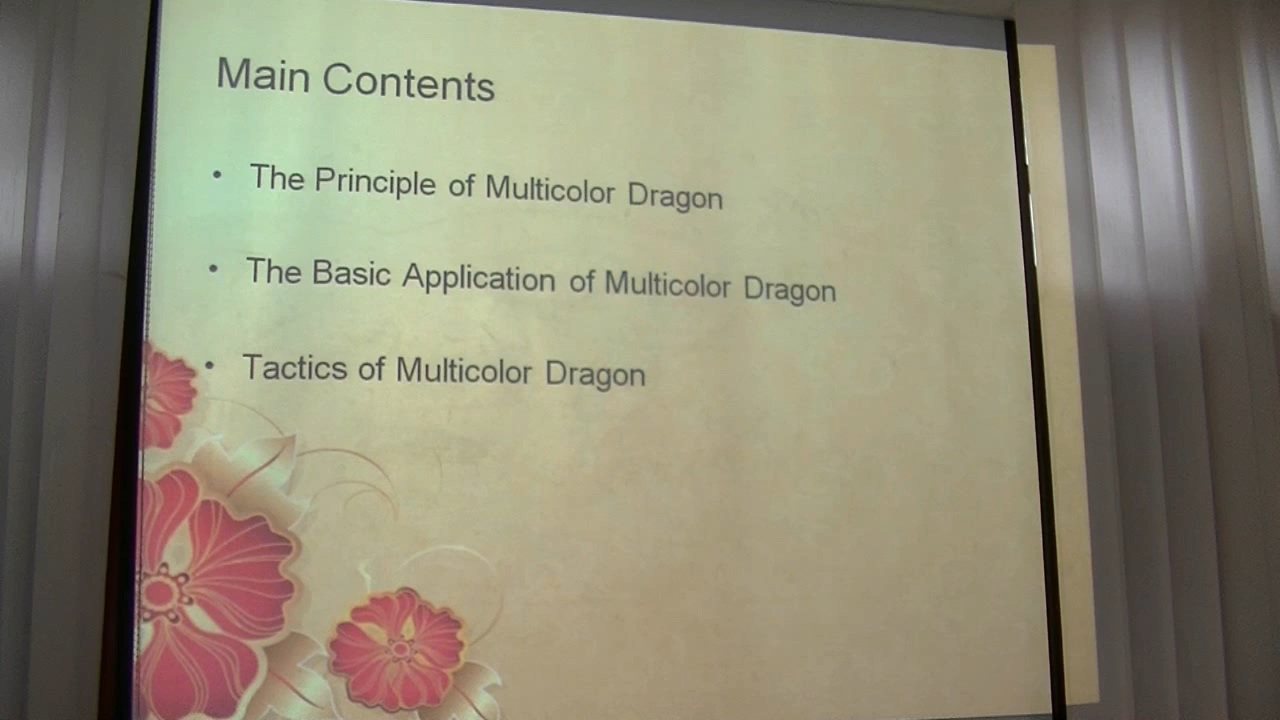 Main Contents
• The Principle of Multicolor Dragon
• The Basic Application of Multicolor Dragon
• Tactics of Multicolor Dragon